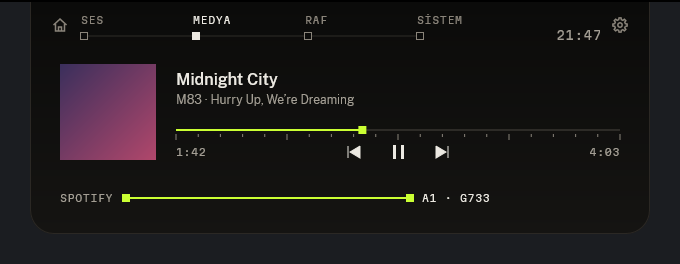 SES MEDYA RAF SİSTEM 21:47
Midnight City
M83 · Hurry Up, We're Dreaming
1:42 4:03
SPOTIFY A1 · G733